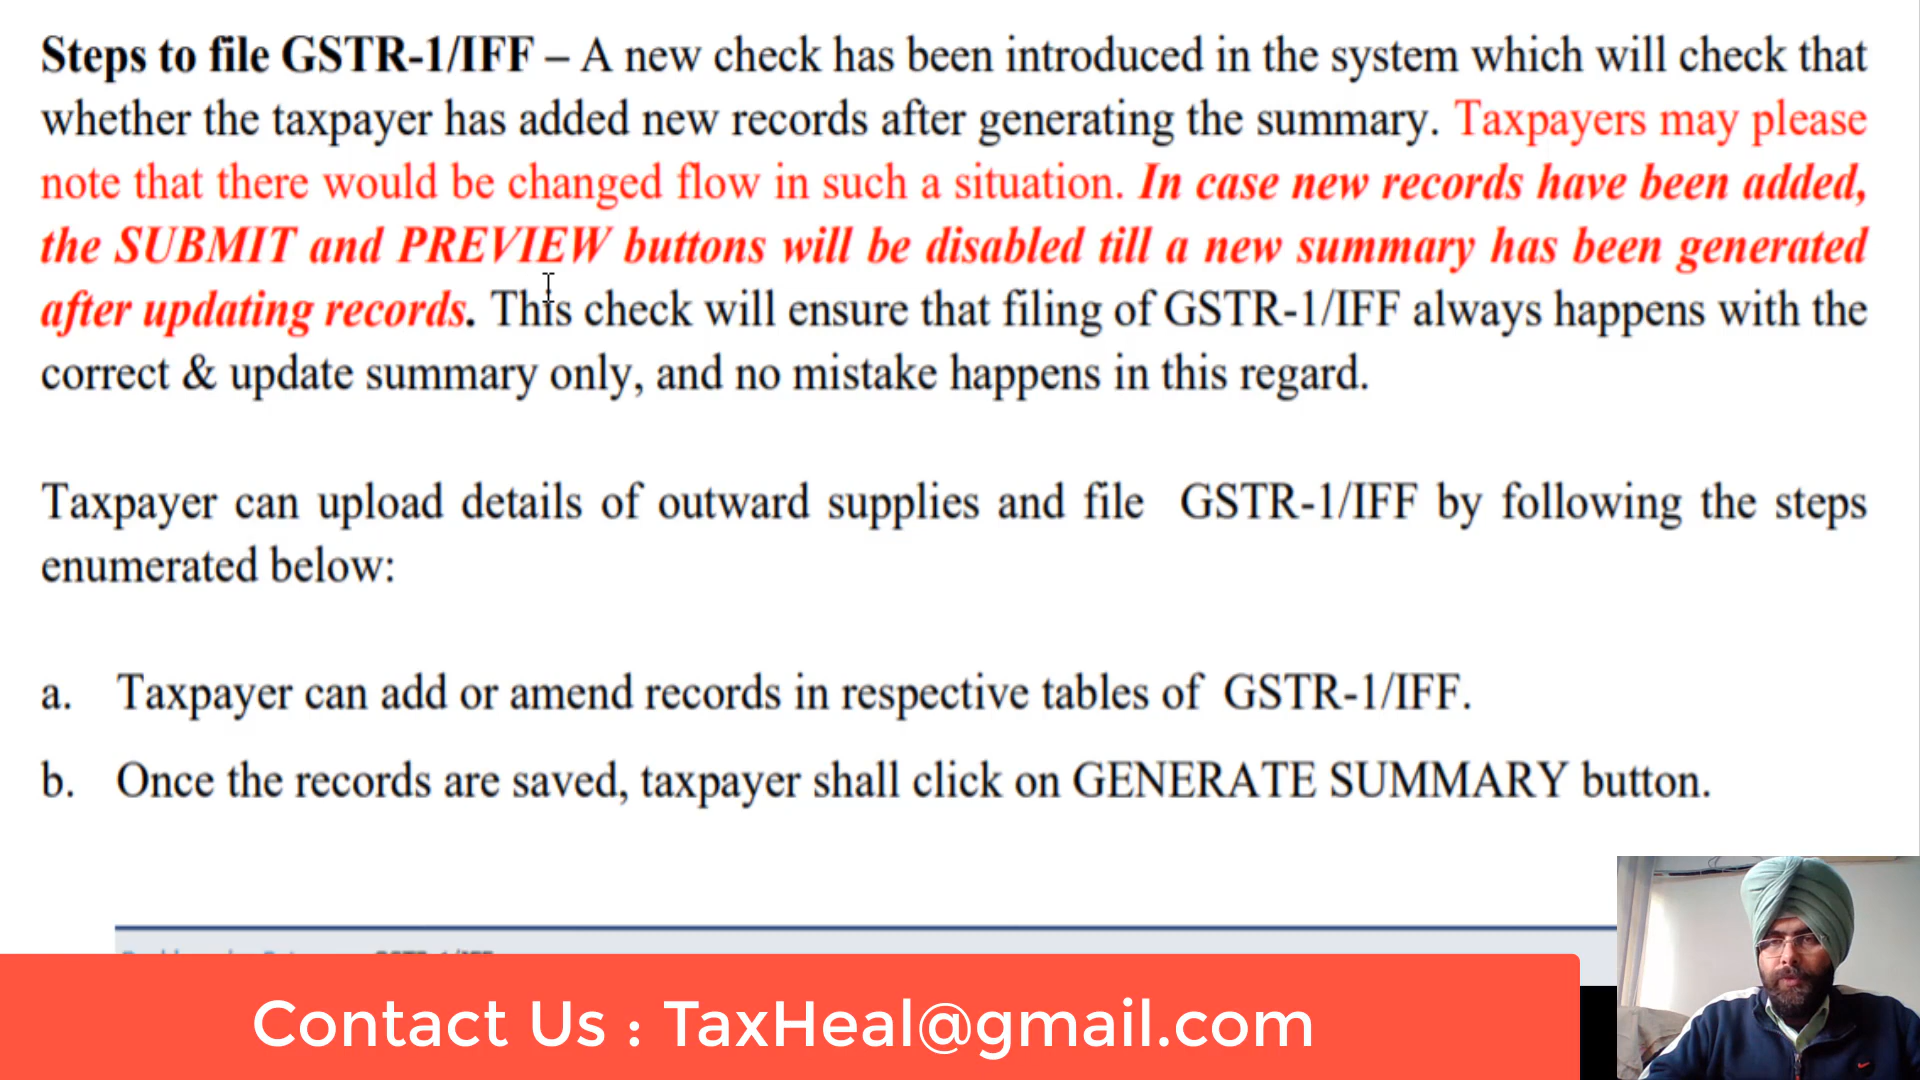 Steps to file GSTR-1/IFF – A new check has been introduced in the system which will check that
whether the taxpayer has added new records after generating the summary. Taxpayers may please
note that there would be changed flow in such a situation. In case new records have been added,
the SUBMIT and PREVIEW buttons will be disabled till a new summary has been generated
after updating records. This check will ensure that filing of GSTR-1/IFF always happens with the
correct & update summary only, and no mistake happens in this regard.
Taxpayer can upload details of outward supplies and file GSTR-1/IFF by following the steps
enumerated below:
a. Taxpayer can add or amend records in respective tables of GSTR-1/IFF.
b. Once the records are saved, taxpayer shall click on GENERATE SUMMARY button.
Contact Us : TaxHeal@gmail.com